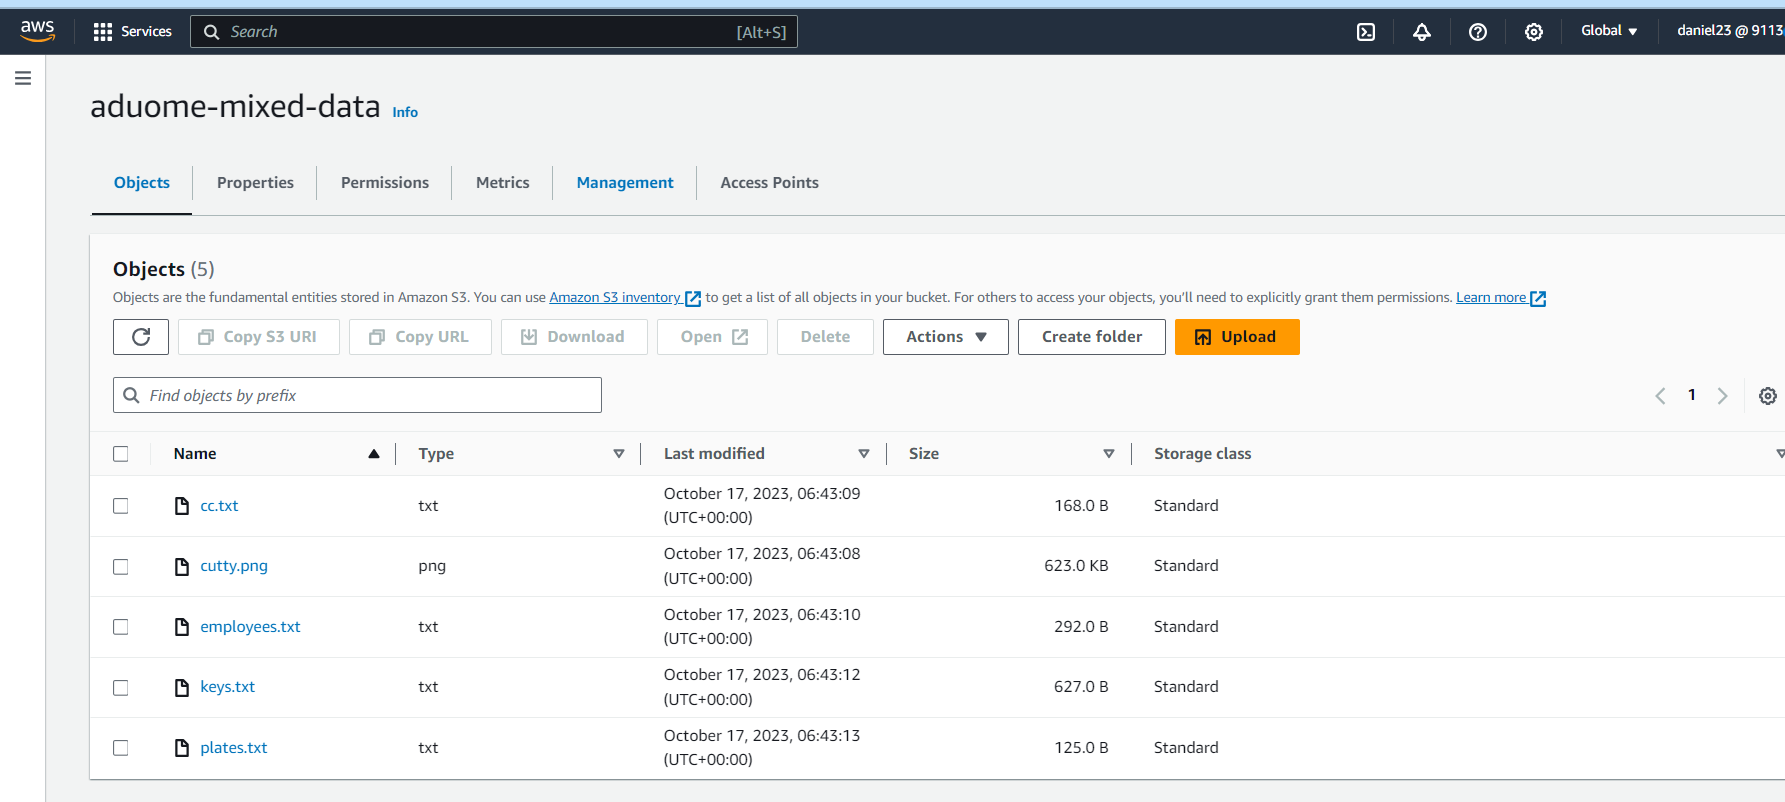 aws Services Search [Alt+S] Global daniel23 @ 9113
aduome-mixed-data Info
Objects Properties Permissions Metrics Management Access Points
Objects (5)
Objects are the fundamental entities stored in Amazon S3. You can use Amazon S3 inventory to get a list of all objects in your bucket. For others to access your objects, you'll need to explicitly grant them permissions. Learn more
Copy S3 URI Copy URL Download Open Delete Actions Create folder Upload
Find objects by prefix 1
Name Type Last modified Size Storage class
cc.txt txt October 17, 2023, 06:43:09 (UTC+00:00) 168.0 B Standard
cutty.png png October 17, 2023, 06:43:08 (UTC+00:00) 623.0 KB Standard
employees.txt txt October 17, 2023, 06:43:10 (UTC+00:00) 292.0 B Standard
keys.txt txt October 17, 2023, 06:43:12 (UTC+00:00) 627.0 B Standard
plates.txt txt October 17, 2023, 06:43:13 (UTC+00:00) 125.0 B Standard